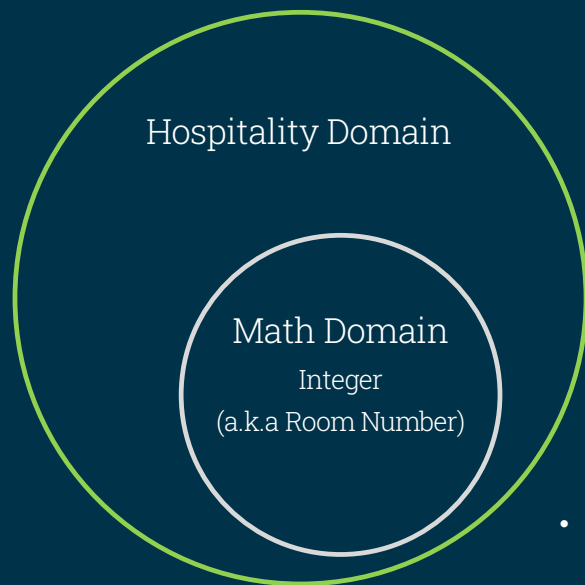 Hospitality Domain
Math Domain
Integer
(a.k.a Room Number)